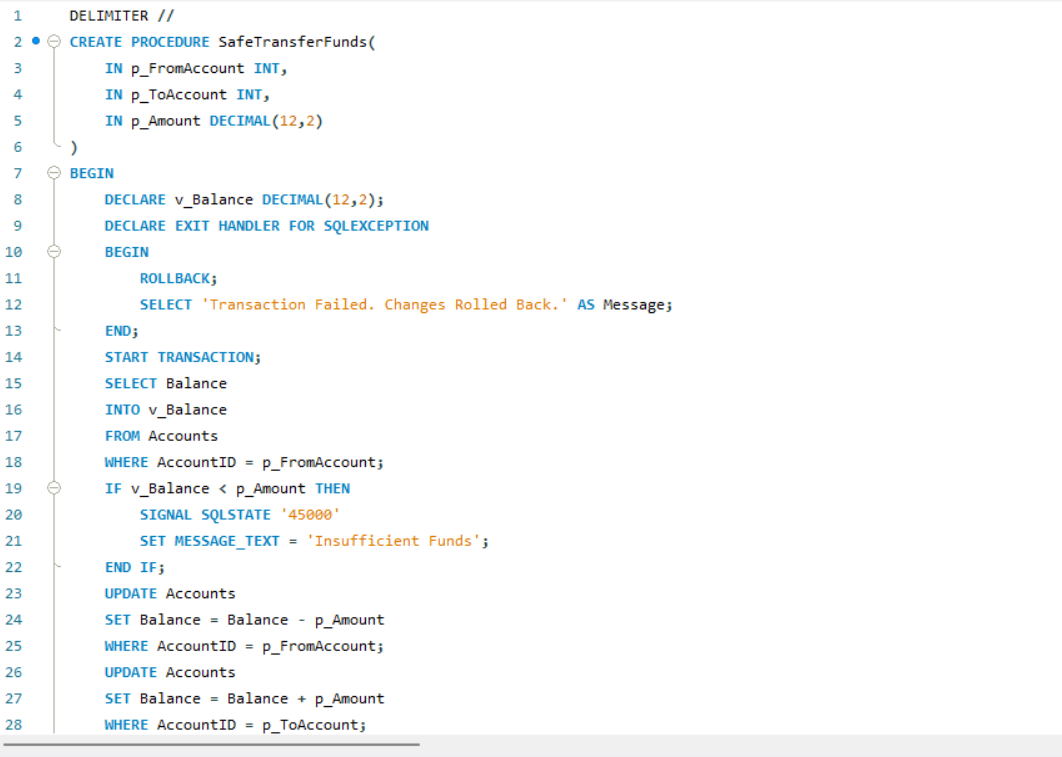 1 DELIMITER //
2 CREATE PROCEDURE SafeTransferFunds(
3 IN p_FromAccount INT,
4 IN p_ToAccount INT,
5 IN p_Amount DECIMAL(12,2)
6 )
7 BEGIN
8 DECLARE v_Balance DECIMAL(12,2);
9 DECLARE EXIT HANDLER FOR SQLEXCEPTION
10 BEGIN
11 ROLLBACK;
12 SELECT 'Transaction Failed. Changes Rolled Back.' AS Message;
13 END;
14 START TRANSACTION;
15 SELECT Balance
16 INTO v_Balance
17 FROM Accounts
18 WHERE AccountID = p_FromAccount;
19 IF v_Balance < p_Amount THEN
20 SIGNAL SQLSTATE '45000'
21 SET MESSAGE_TEXT = 'Insufficient Funds';
22 END IF;
23 UPDATE Accounts
24 SET Balance = Balance - p_Amount
25 WHERE AccountID = p_FromAccount;
26 UPDATE Accounts
27 SET Balance = Balance + p_Amount
28 WHERE AccountID = p_ToAccount;